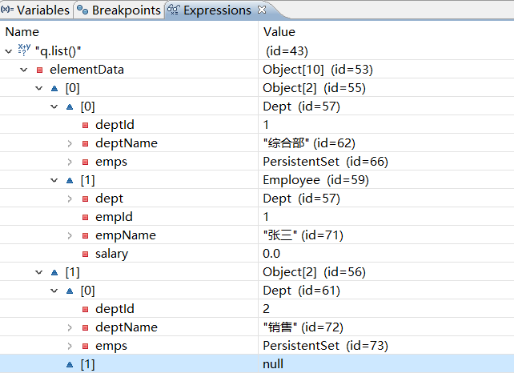 Variables Breakpoints Expressions
Name Value
"q.list()" (id=43)
elementData Object[10] (id=53)
[0] Object[2] (id=55)
[0] Dept (id=57)
deptId 1
deptName "综合部" (id=62)
emps PersistentSet (id=66)
[1] Employee (id=59)
dept Dept (id=57)
empId 1
empName "张三" (id=71)
salary 0.0
[1] Object[2] (id=56)
[0] Dept (id=61)
deptId 2
deptName "销售" (id=72)
emps PersistentSet (id=73)
[1] null